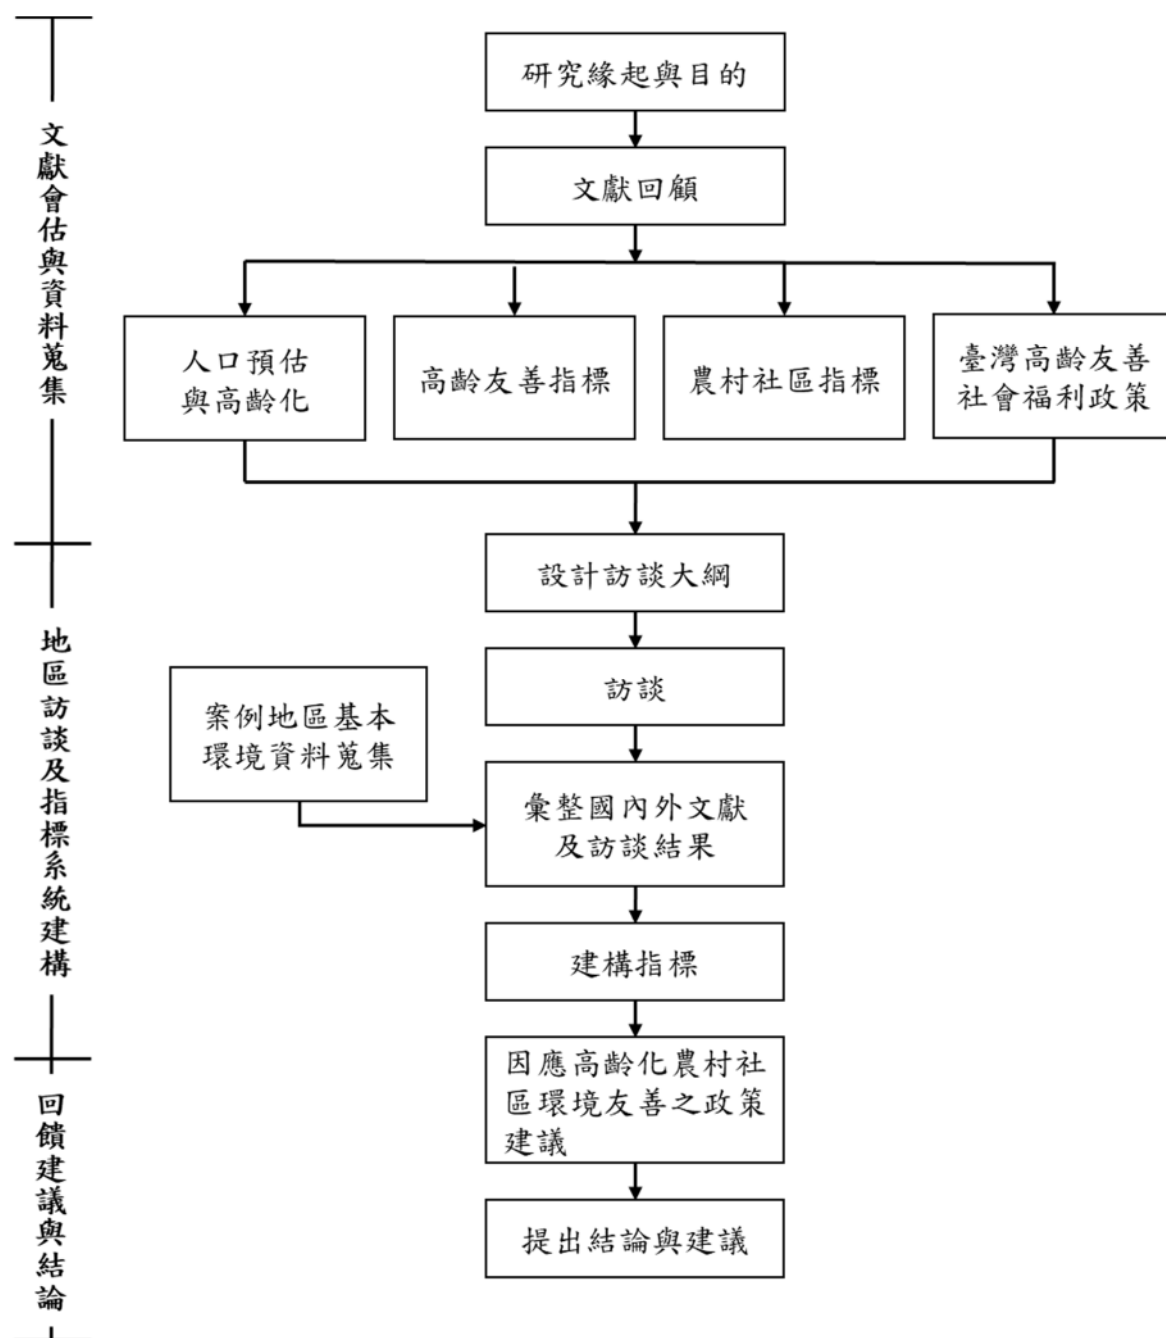 研究緣起與目的
文獻回顧
人口預估
與高齡化
高齡友善指標
農村社區指標
臺灣高齡友善
社會福利政策
文獻會估與資料蒐集
設計訪談大綱
訪談
案例地區基本
環境資料蒐集
彙整國內外文獻
及訪談結果
建構指標
地區訪談及指標系統建構
因應高齡化農村社
區環境友善之政策
建議
提出結論與建議
回饋建議與結論